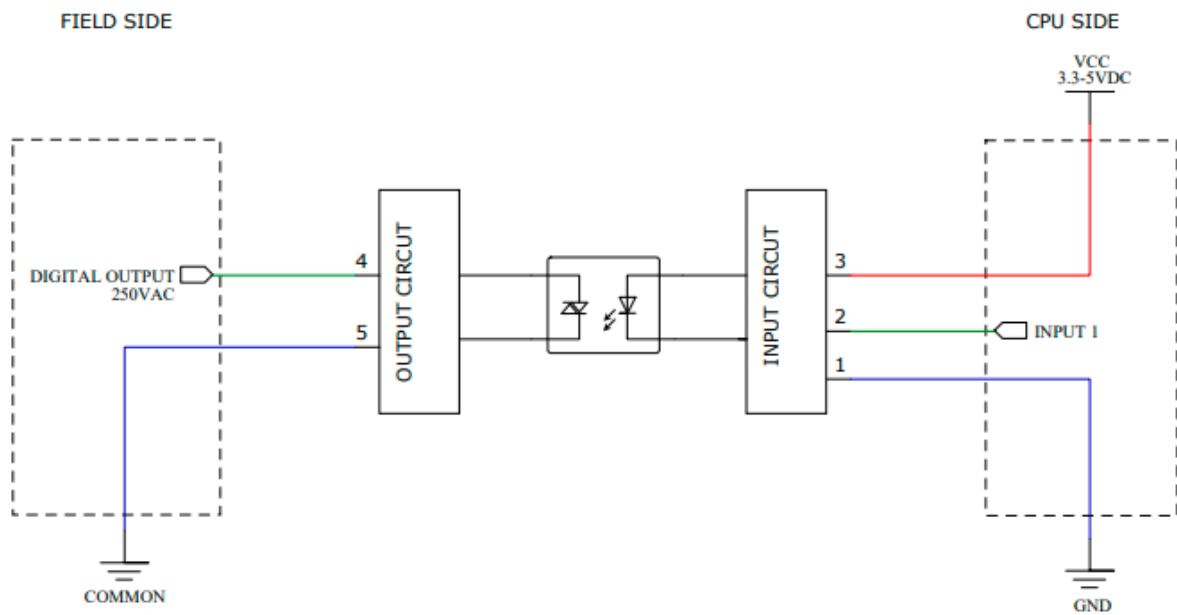 FIELD SIDE
CPU SIDE
VCC
3.3-5VDC
DIGITAL OUTPUT
250VAC
4
5
OUTPUT CIRCUT
INPUT CIRCUT
3
2
1
INPUT 1
COMMON
GND